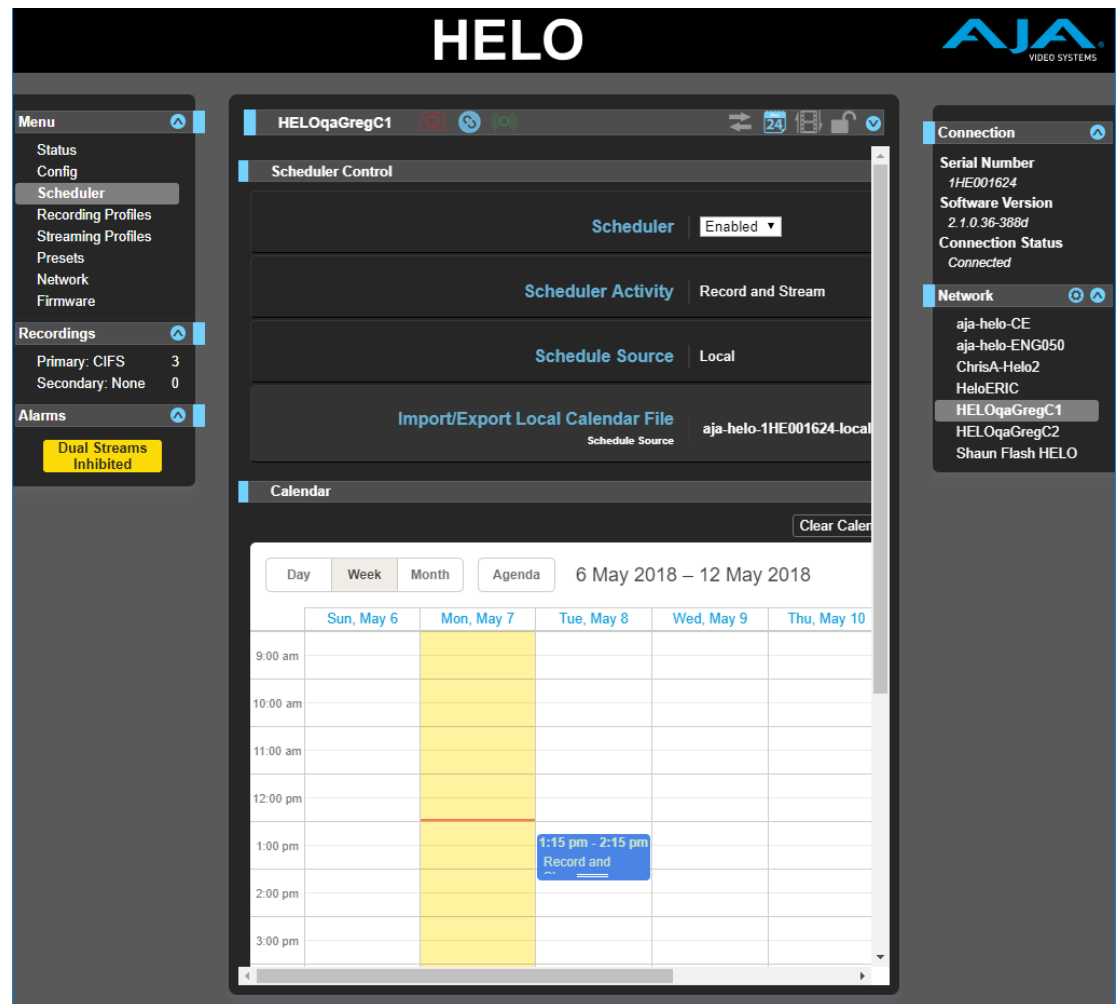 HELO
AJA
VIDEO SYSTEMS
Menu
Status
Config
Scheduler
Recording Profiles
Streaming Profiles
Presets
Network
Firmware
Recordings
Primary: CIFS 3
Secondary: None 0
Alarms
Dual Streams
Inhibited
HELOqaGregC1
24
Scheduler Control
Scheduler Enabled
Scheduler Activity Record and Stream
Schedule Source Local
Import/Export Local Calendar File aja-helo-1HE001624-local
Schedule Source
Calendar
Clear Calen
Day Week Month Agenda 6 May 2018 – 12 May 2018
Sun, May 6 Mon, May 7 Tue, May 8 Wed, May 9 Thu, May 10
9:00 am
10:00 am
11:00 am
12:00 pm
1:00 pm
1:15 pm - 2:15 pm
Record and
2:00 pm
3:00 pm
Connection
Serial Number
1HE001624
Software Version
2.1.0.36-388d
Connection Status
Connected
Network
aja-helo-CE
aja-helo-ENG050
ChrisA-Helo2
HeloERIC
HELOqaGregC1
HELOqaGregC2
Shaun Flash HELO